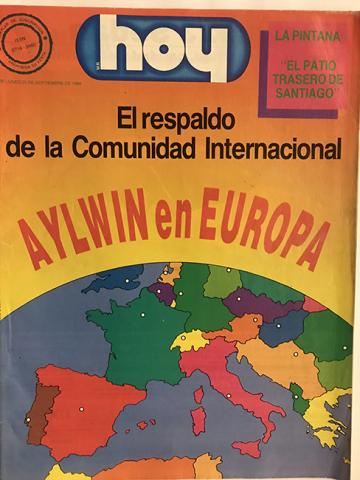 hoy
LA PINTANA
"EL PATIO
TRASERO DE
SANTIAGO"
El respaldo
de la Comunidad Internacional
AYLWIN en EUROPA